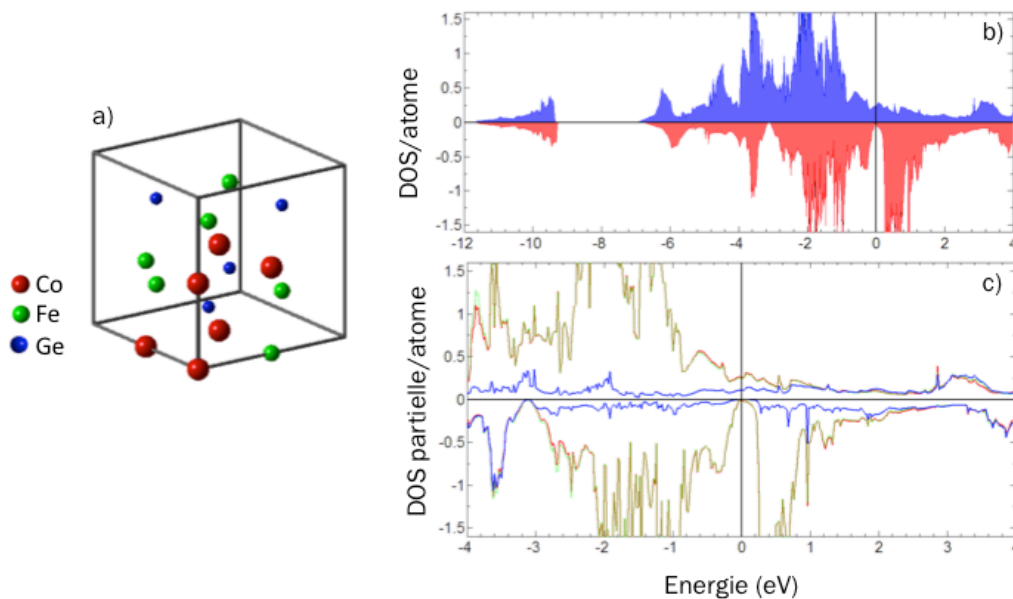 a)
Co
Fe
Ge
b)
DOS/atome
1.5
1
0.5
0
-0.5
-1
-1.5
-12 -10 -8 -6 -4 -2 0 2 4
c)
DOS partielle/atome
1.5
1
0.5
0
-0.5
-1
-1.5
-4 -3 -2 -1 0 1 2 3 4
Energie (eV)